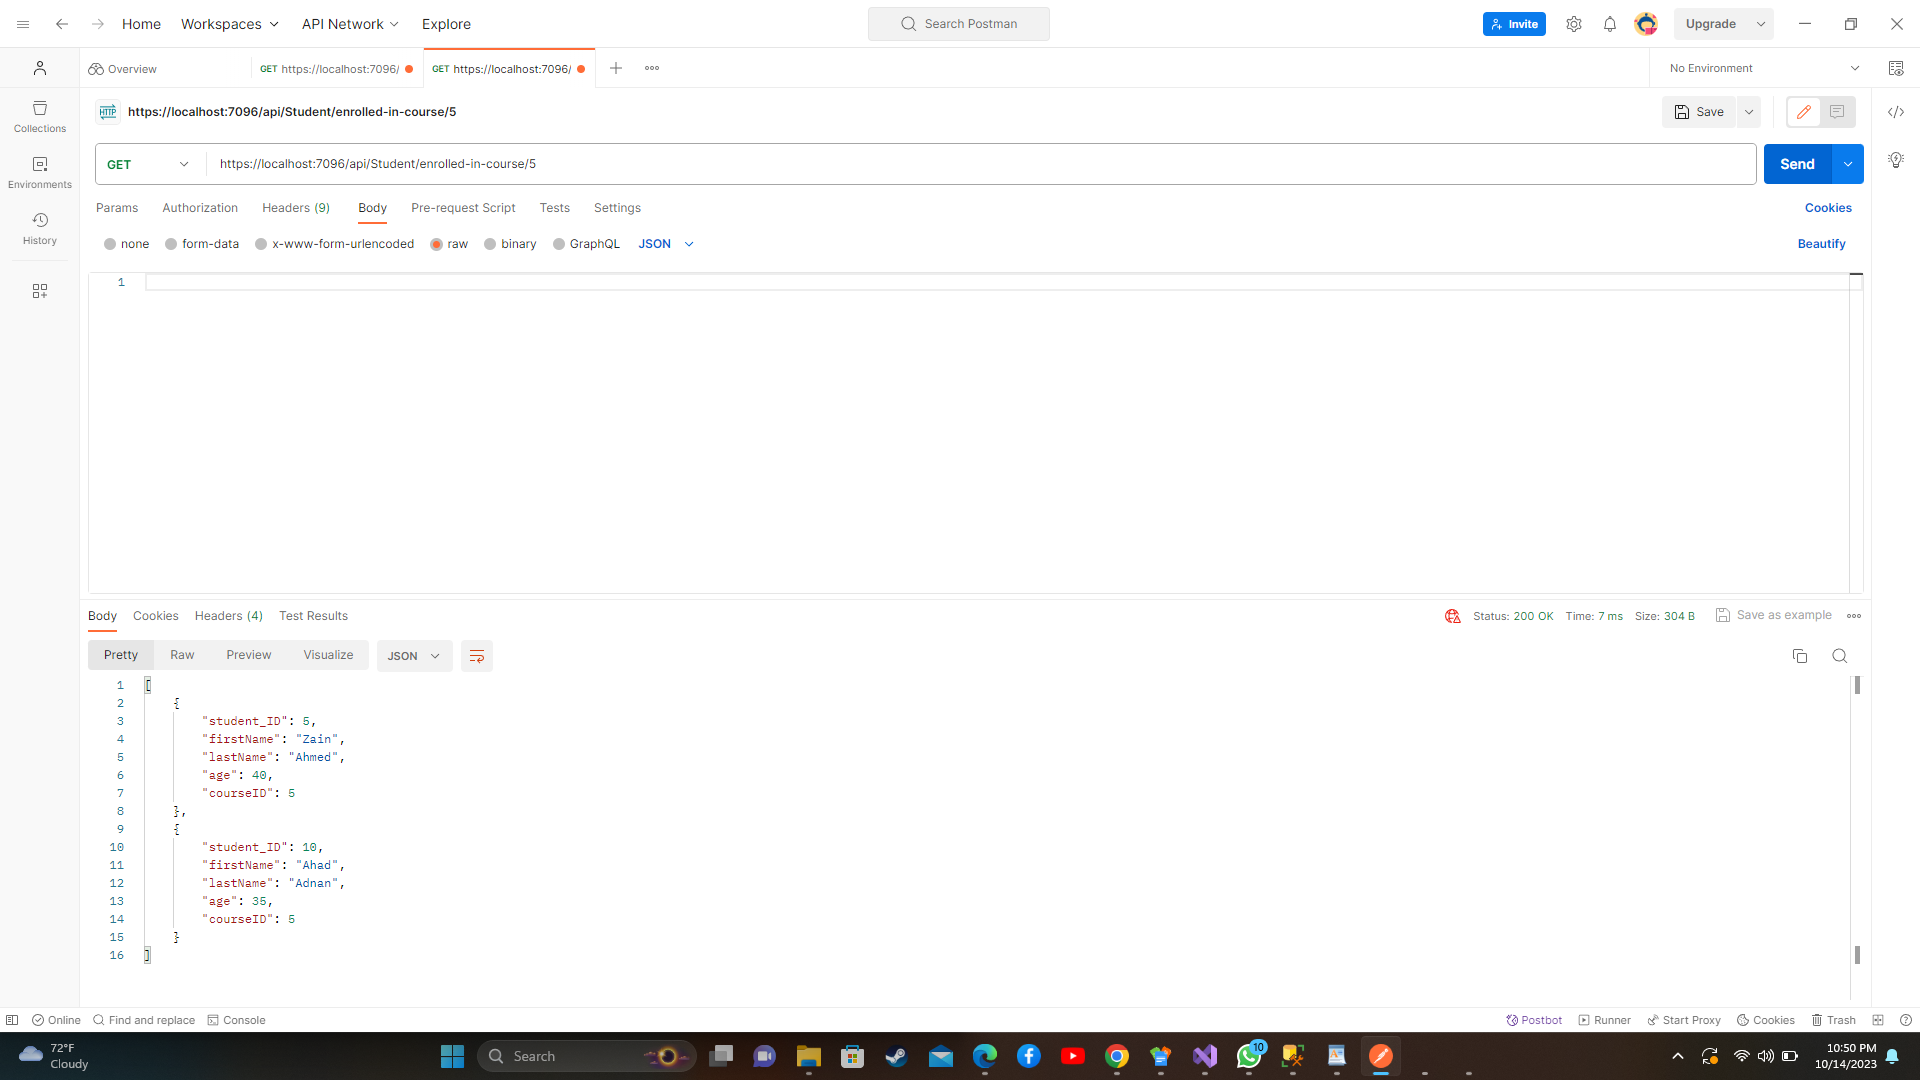 Home Workspaces API Network Explore Search Postman Invite Upgrade
Overview GET https://localhost:7096/ GET https://localhost:7096/ No Environment
HTTP https://localhost:7096/api/Student/enrolled-in-course/5 Save
Collections
Environments
History
GET https://localhost:7096/api/Student/enrolled-in-course/5 Send
Params Authorization Headers (9) Body Pre-request Script Tests Settings Cookies
none form-data x-www-form-urlencoded raw binary GraphQL JSON Beautify
1
Body Cookies Headers (4) Test Results Status: 200 OK Time: 7 ms Size: 304 B Save as example
Pretty Raw Preview Visualize JSON
1 [
2 {
3 "student_ID": 5,
4 "firstName": "Zain",
5 "lastName": "Ahmed",
6 "age": 40,
7 "courseID": 5
8 },
9 {
10 "student_ID": 10,
11 "firstName": "Ahad",
12 "lastName": "Adnan",
13 "age": 35,
14 "courseID": 5
15 }
16 ]
Online Find and replace Console Postbot Runner Start Proxy Cookies Trash
72°F
Cloudy
Search
10
10:50 PM
10/14/2023